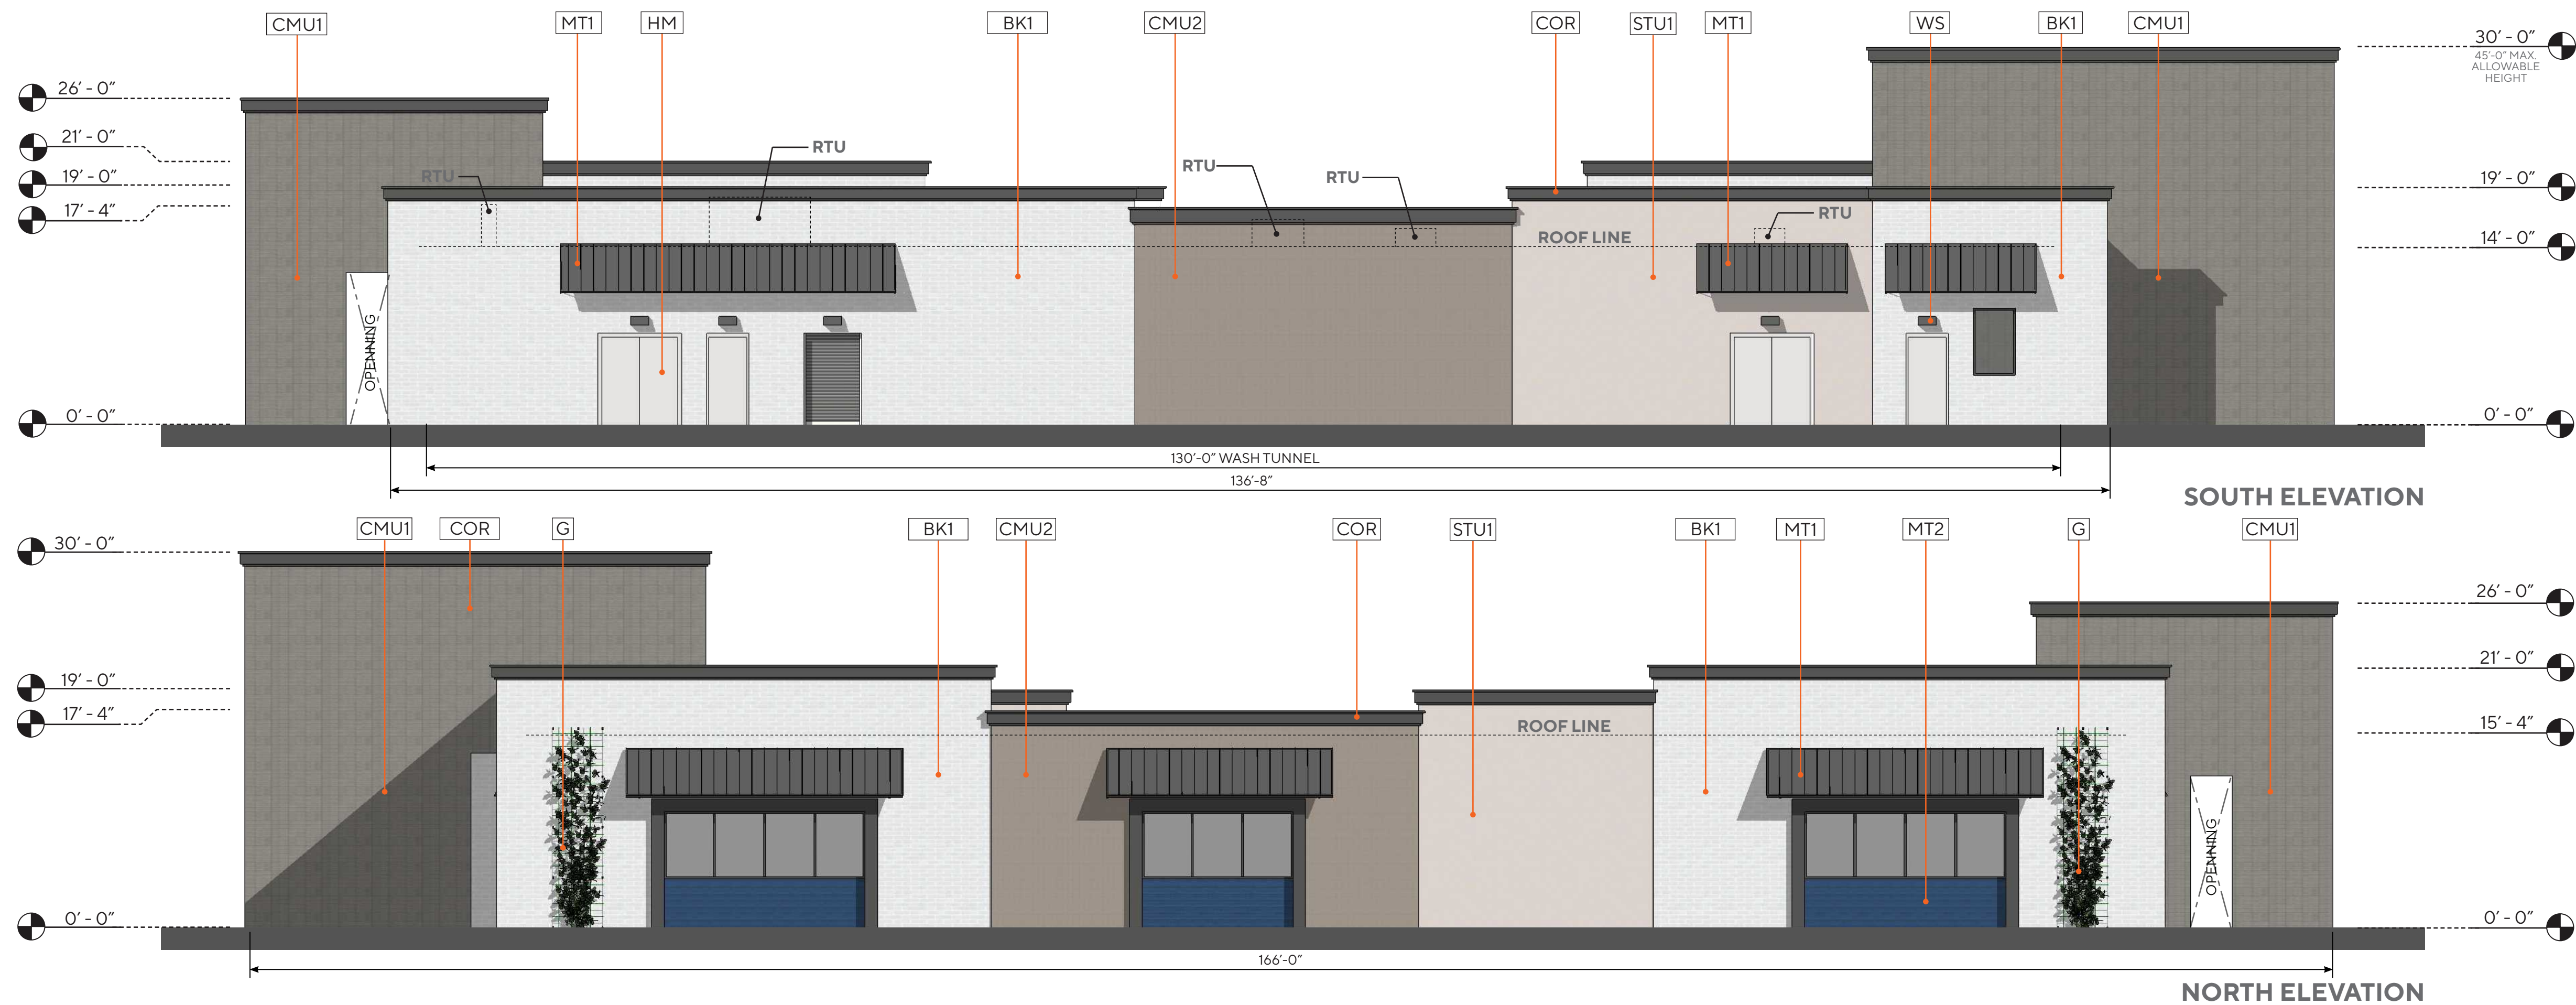 CMU1 MT1 HM BK1 CMU2 COR STU1 MT1 WS BK1 CMU1
30' - 0"
45'-0" MAX.
ALLOWABLE
HEIGHT
26' - 0"
21' - 0"
RTU
RTU
RTU
RTU
19' - 0"
19' - 0"
17' - 4"
RTU
ROOF LINE
14' - 0"
OPENNING
0' - 0"
0' - 0"
130'-0" WASH TUNNEL
136'-8"
SOUTH ELEVATION
CMU1 COR G BK1 CMU2 COR STU1 BK1 MT1 MT2 G CMU1
30' - 0"
26' - 0"
21' - 0"
19' - 0"
17' - 4"
ROOF LINE
15' - 4"
OPENNING
0' - 0"
0' - 0"
166'-0"
NORTH ELEVATION